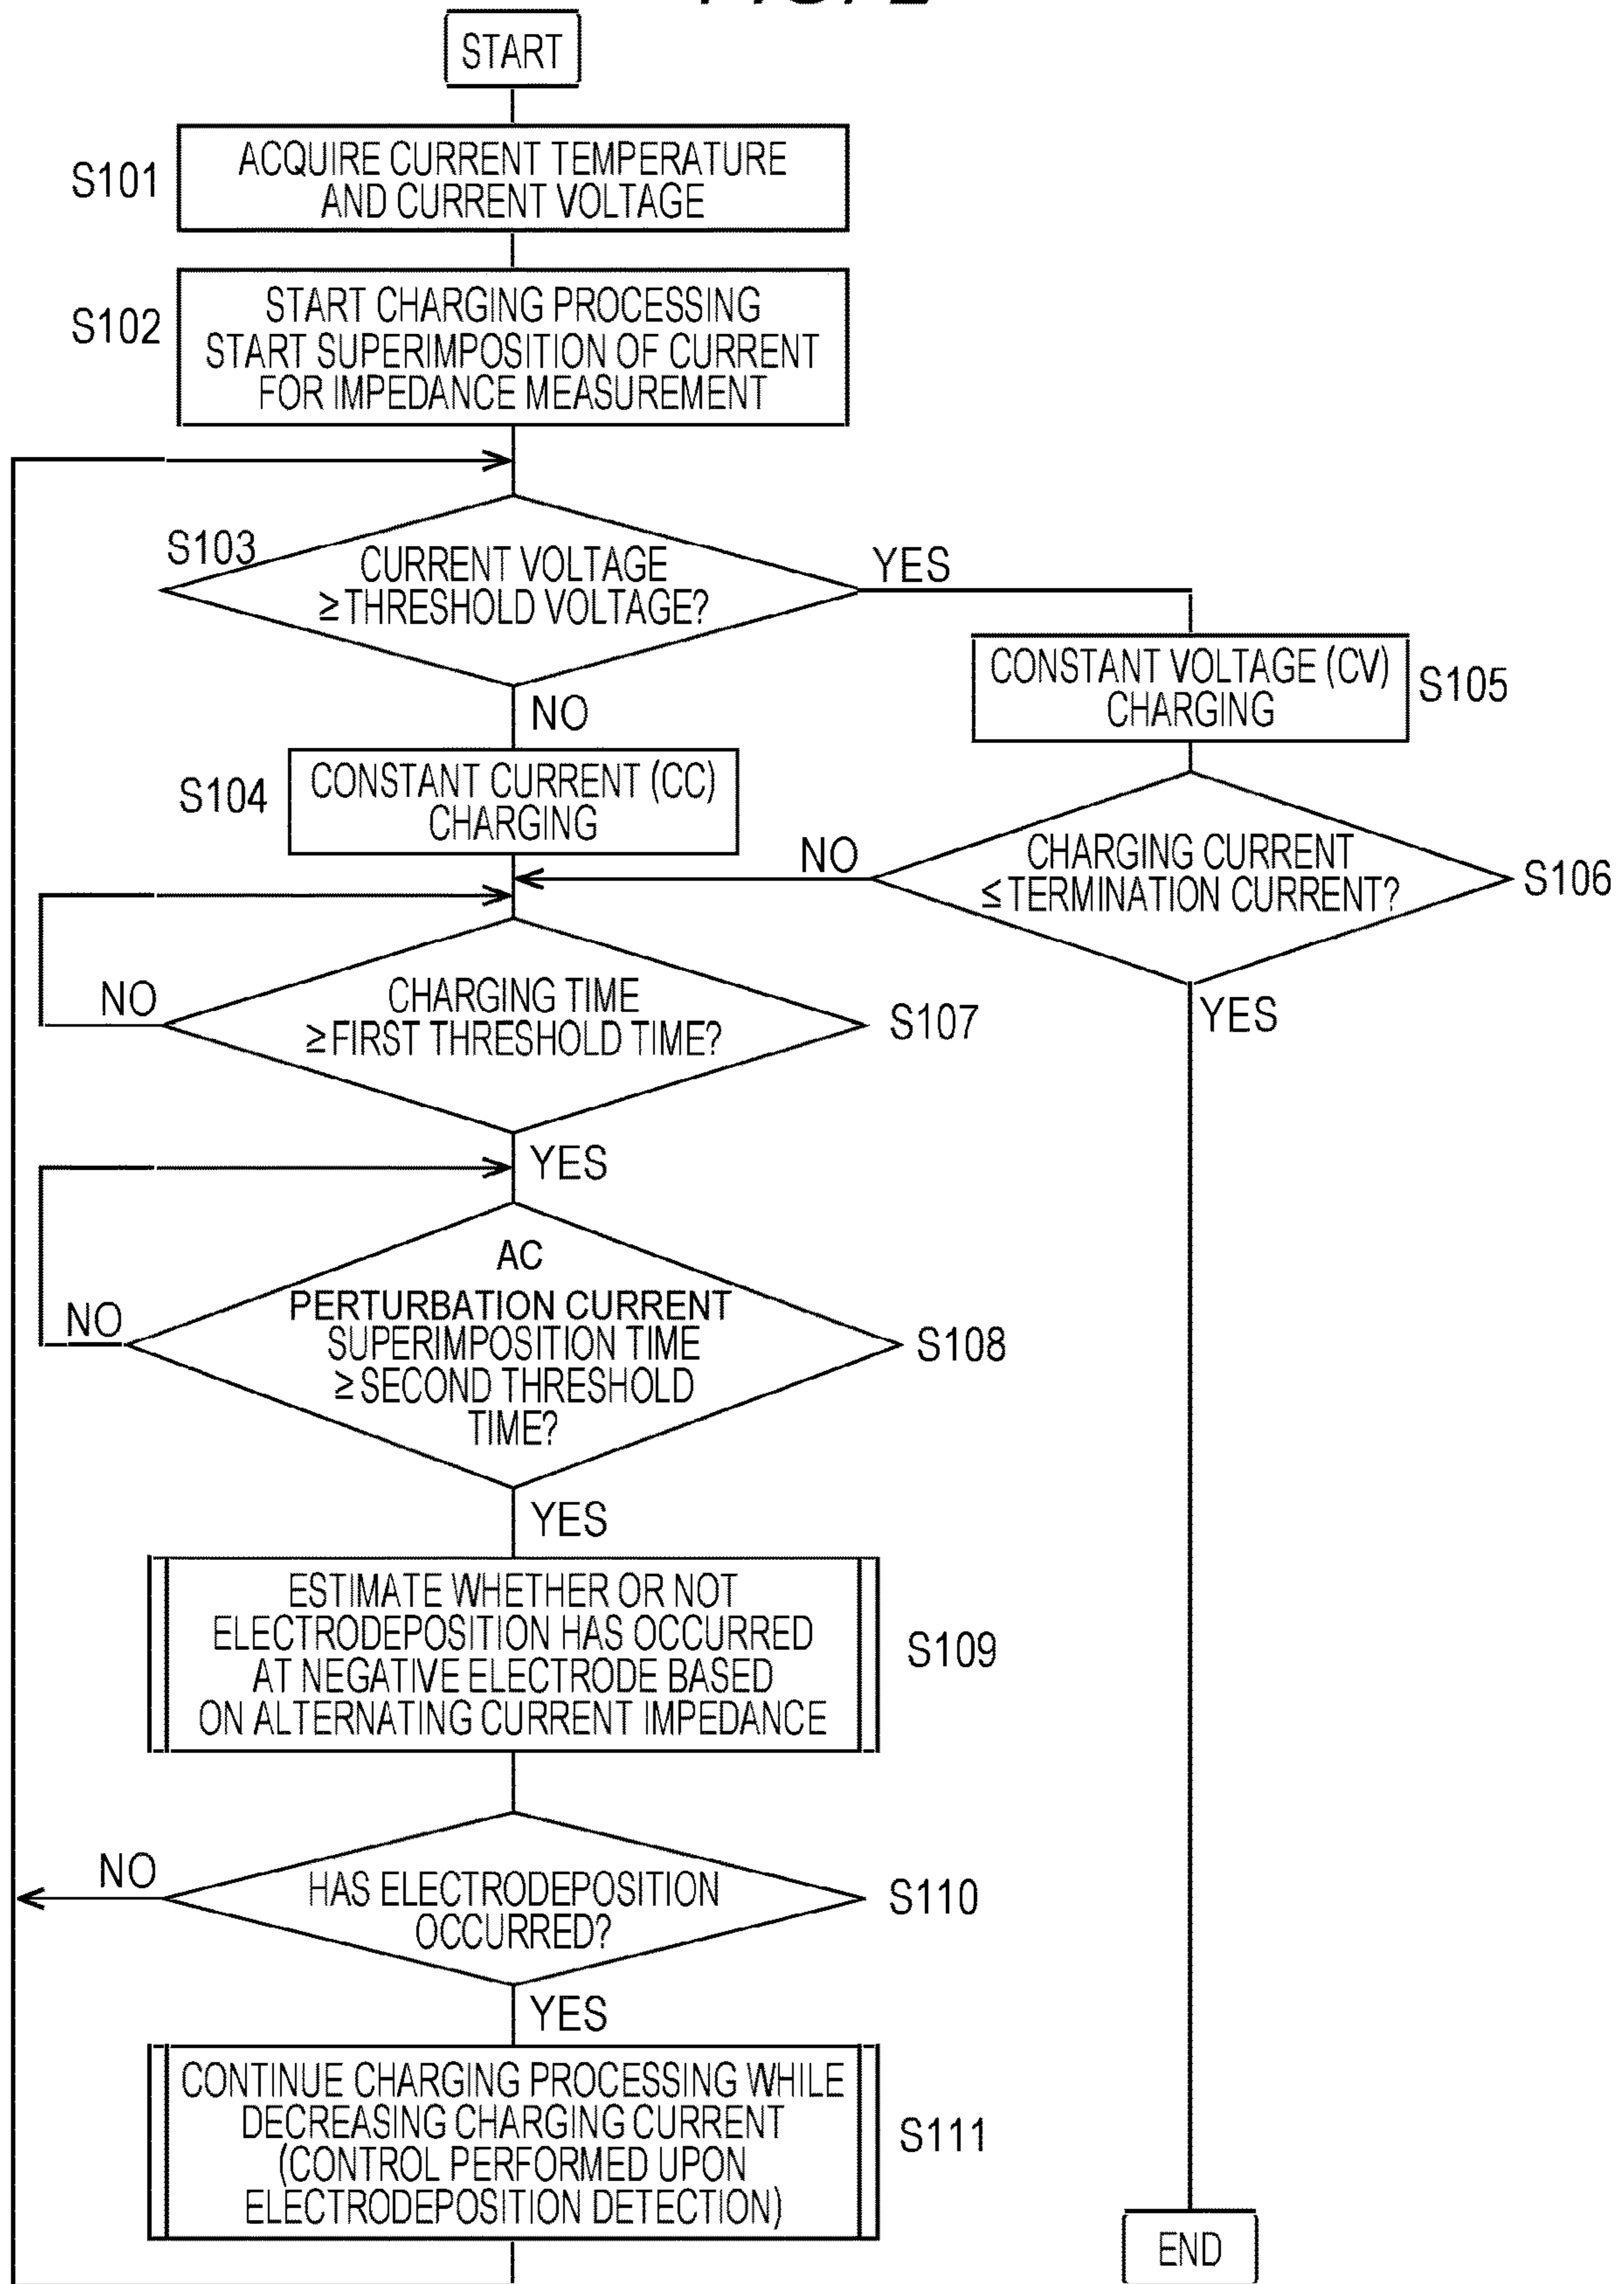 START
S101
ACQUIRE CURRENT TEMPERATURE
AND CURRENT VOLTAGE
S102
START CHARGING PROCESSING
START SUPERIMPOSITION OF CURRENT
FOR IMPEDANCE MEASUREMENT
S103
CURRENT VOLTAGE
≥THRESHOLD VOLTAGE?
YES
NO
CONSTANT VOLTAGE (CV)
CHARGING
S105
S104
CONSTANT CURRENT (CC)
CHARGING
NO
CHARGING CURRENT
≤TERMINATION CURRENT?
S106
YES
NO
CHARGING TIME
≥FIRST THRESHOLD TIME?
S107
YES
NO
AC
PERTURBATION CURRENT
SUPERIMPOSITION TIME
≥SECOND THRESHOLD
TIME?
S108
YES
ESTIMATE WHETHER OR NOT
ELECTRODEPOSITION HAS OCCURRED
AT NEGATIVE ELECTRODE BASED
ON ALTERNATING CURRENT IMPEDANCE
S109
NO
HAS ELECTRODEPOSITION
OCCURRED?
S110
YES
CONTINUE CHARGING PROCESSING WHILE
DECREASING CHARGING CURRENT
(CONTROL PERFORMED UPON
ELECTRODEPOSITION DETECTION)
S111
END